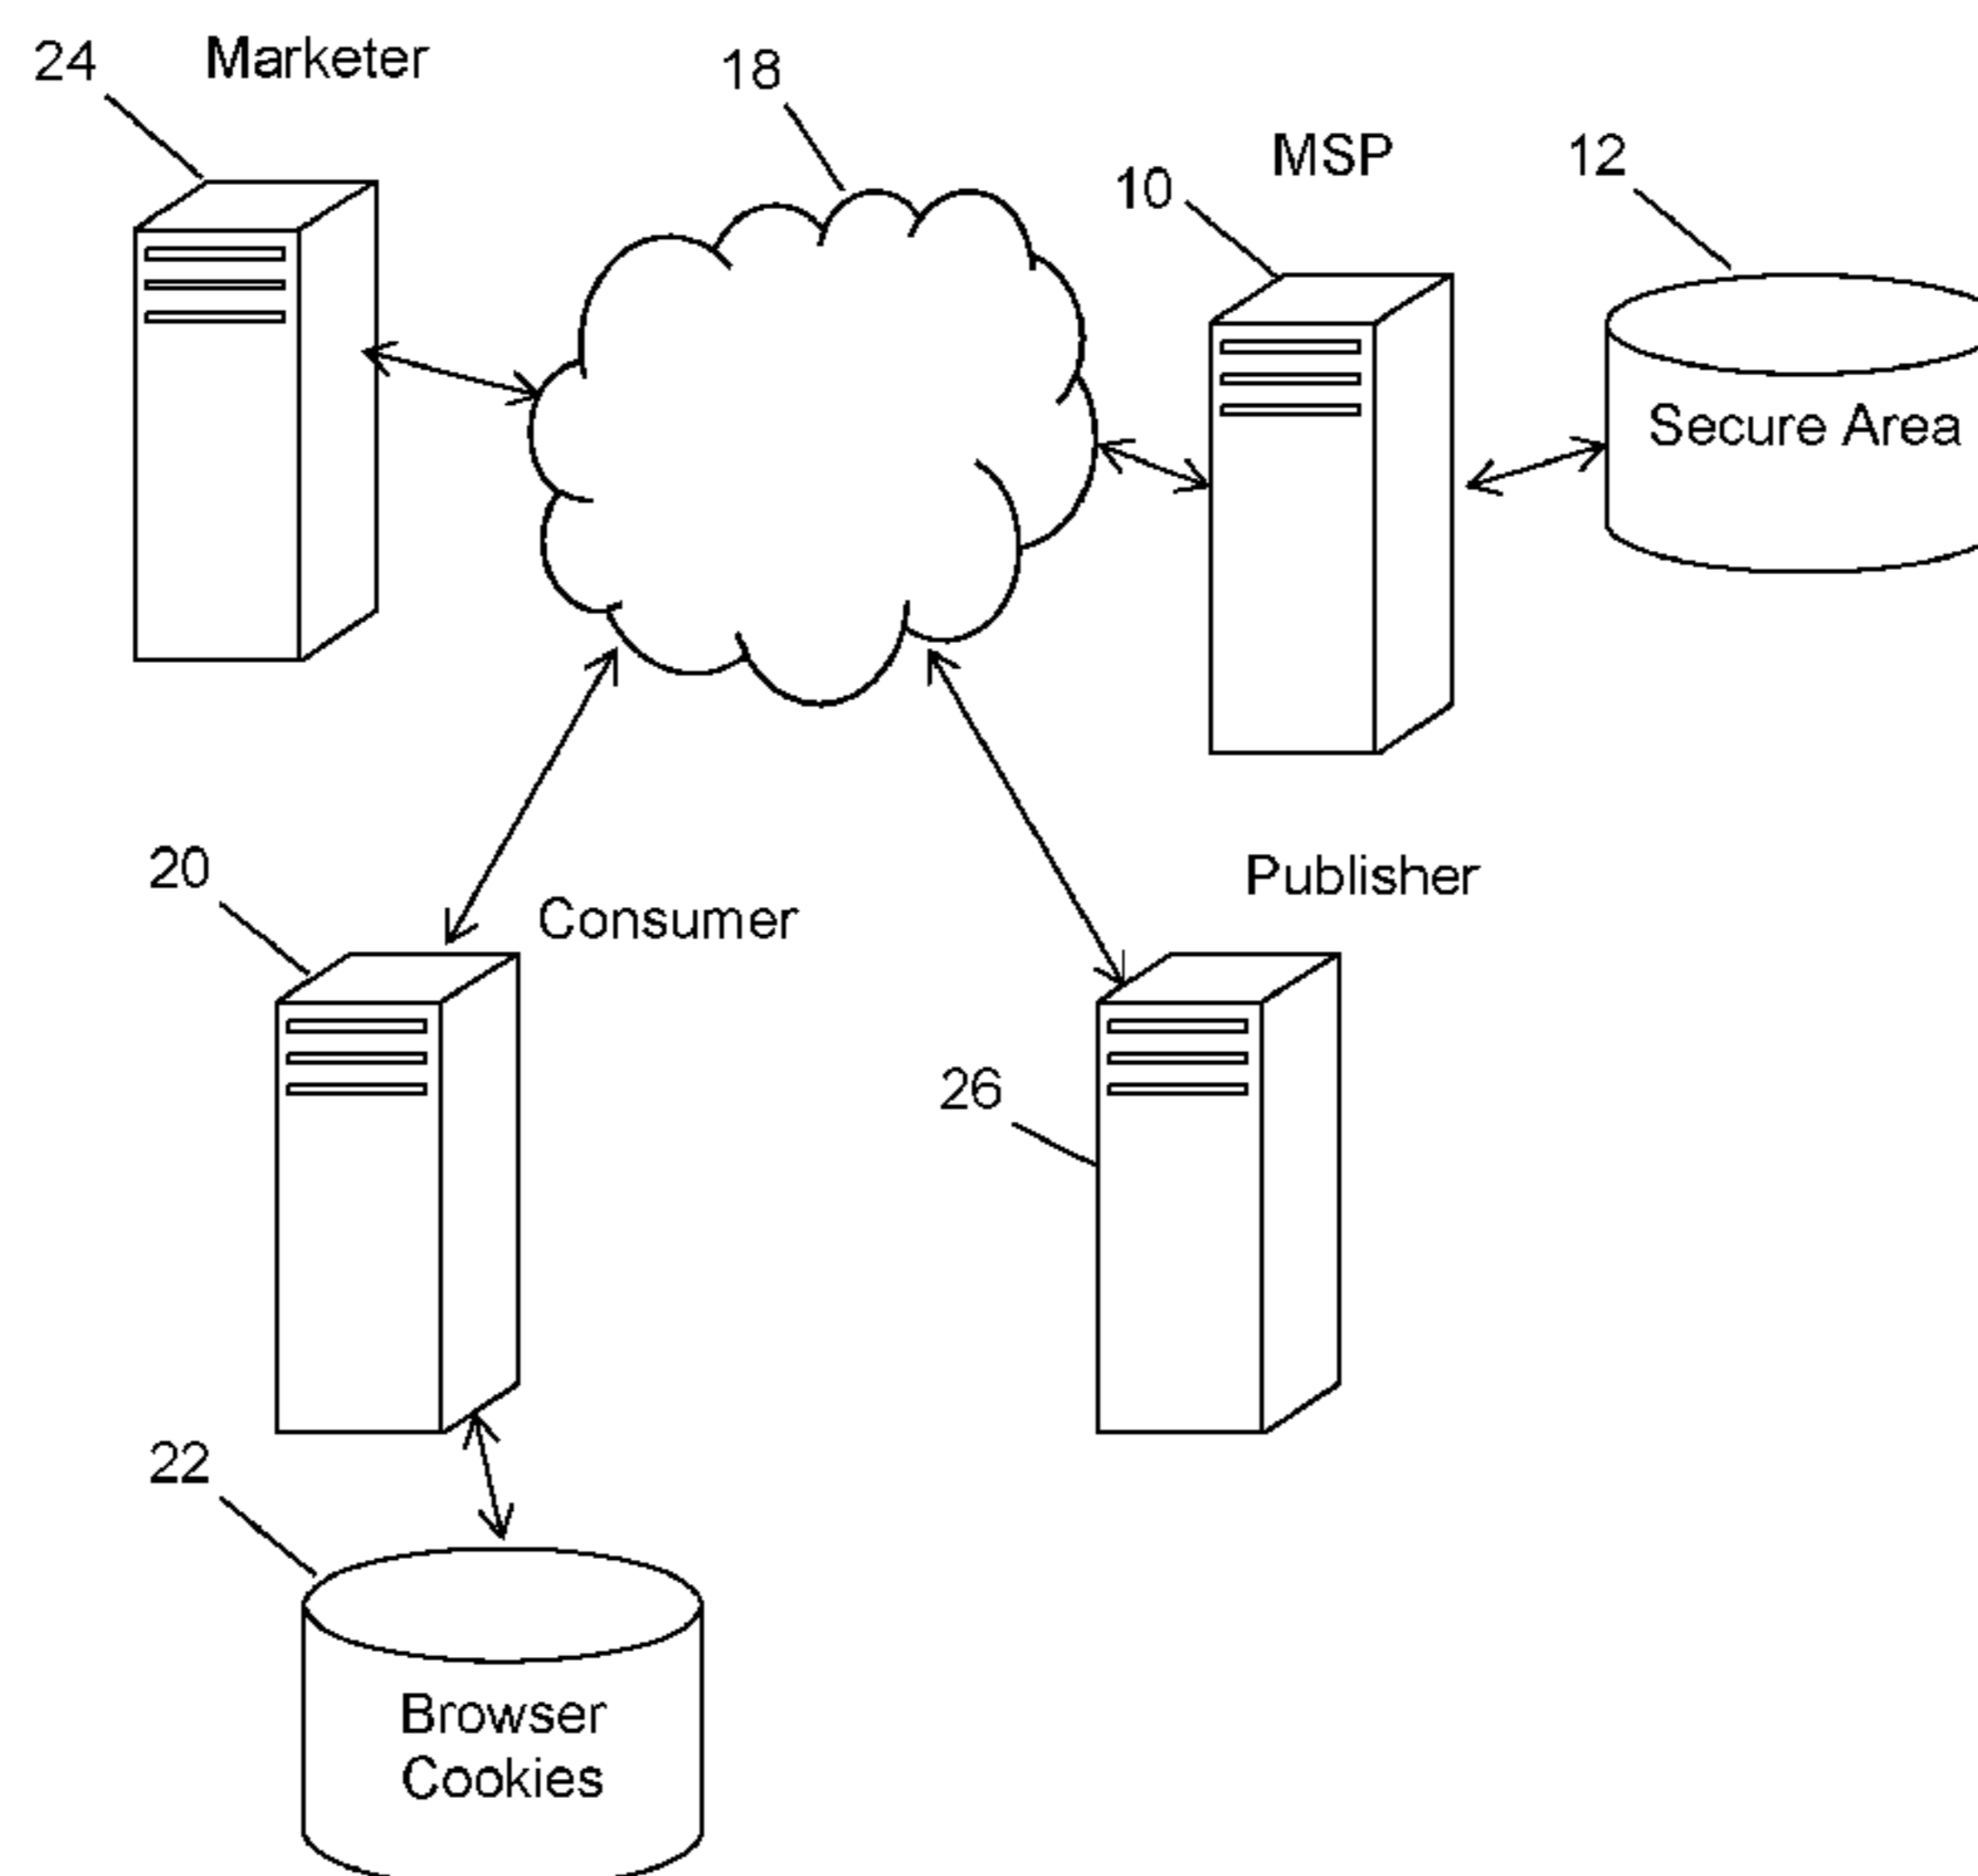 24
Marketer
18
MSP
10
12
Secure Area
20
Consumer
Publisher
26
22
Browser
Cookies